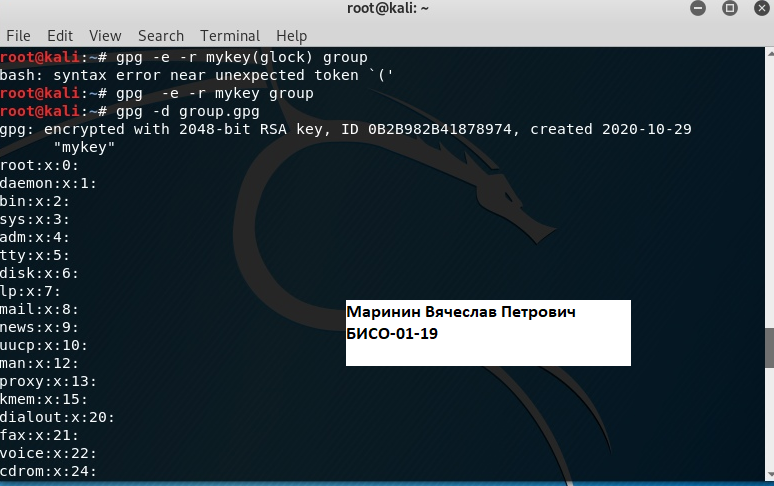 root@kali: ~
File Edit View Search Terminal Help
root@kali:~# gpg -e -r mykey(glock) group
bash: syntax error near unexpected token `('
root@kali:~# gpg  -e -r mykey group
root@kali:~# gpg -d group.gpg
gpg: encrypted with 2048-bit RSA key, ID 0B2B982B41878974, created 2020-10-29
      "mykey"
root:x:0:
daemon:x:1:
bin:x:2:
sys:x:3:
adm:x:4:
tty:x:5:
disk:x:6:
lp:x:7:
mail:x:8:
news:x:9:
uucp:x:10:
man:x:12:
proxy:x:13:
kmem:x:15:
dialout:x:20:
fax:x:21:
voice:x:22:
cdrom:x:24:
Маринин Вячеслав Петрович
БИСО-01-19